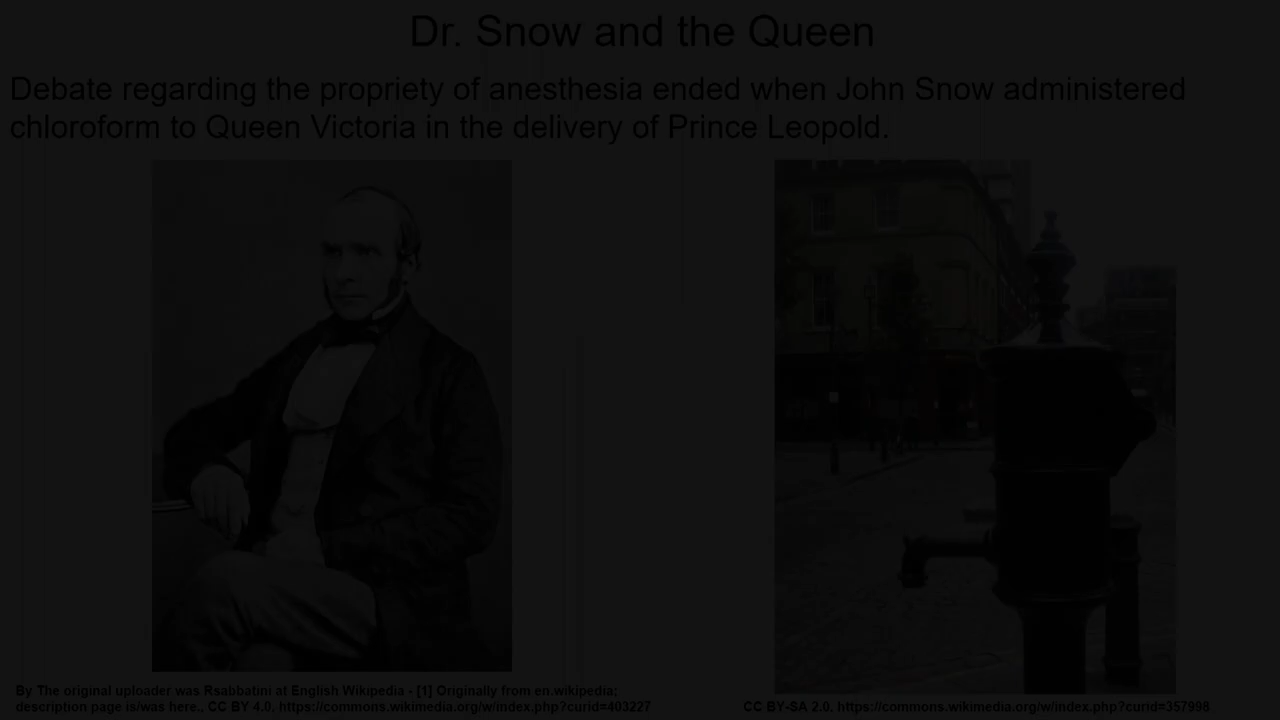 Dr. Snow and the Queen
Debate regarding the propriety of anesthesia ended when John Snow administered
chloroform to Queen Victoria in the delivery of Prince Leopold.
By The original uploader was Rsabbatini at English Wikipedia - [1] Originally from en.wikipedia;
description page is/was here., CC BY 4.0, https://commons.wikimedia.org/w/index.php?curid=403227
CC BY-SA 2.0, https://commons.wikimedia.org/w/index.php?curid=357998